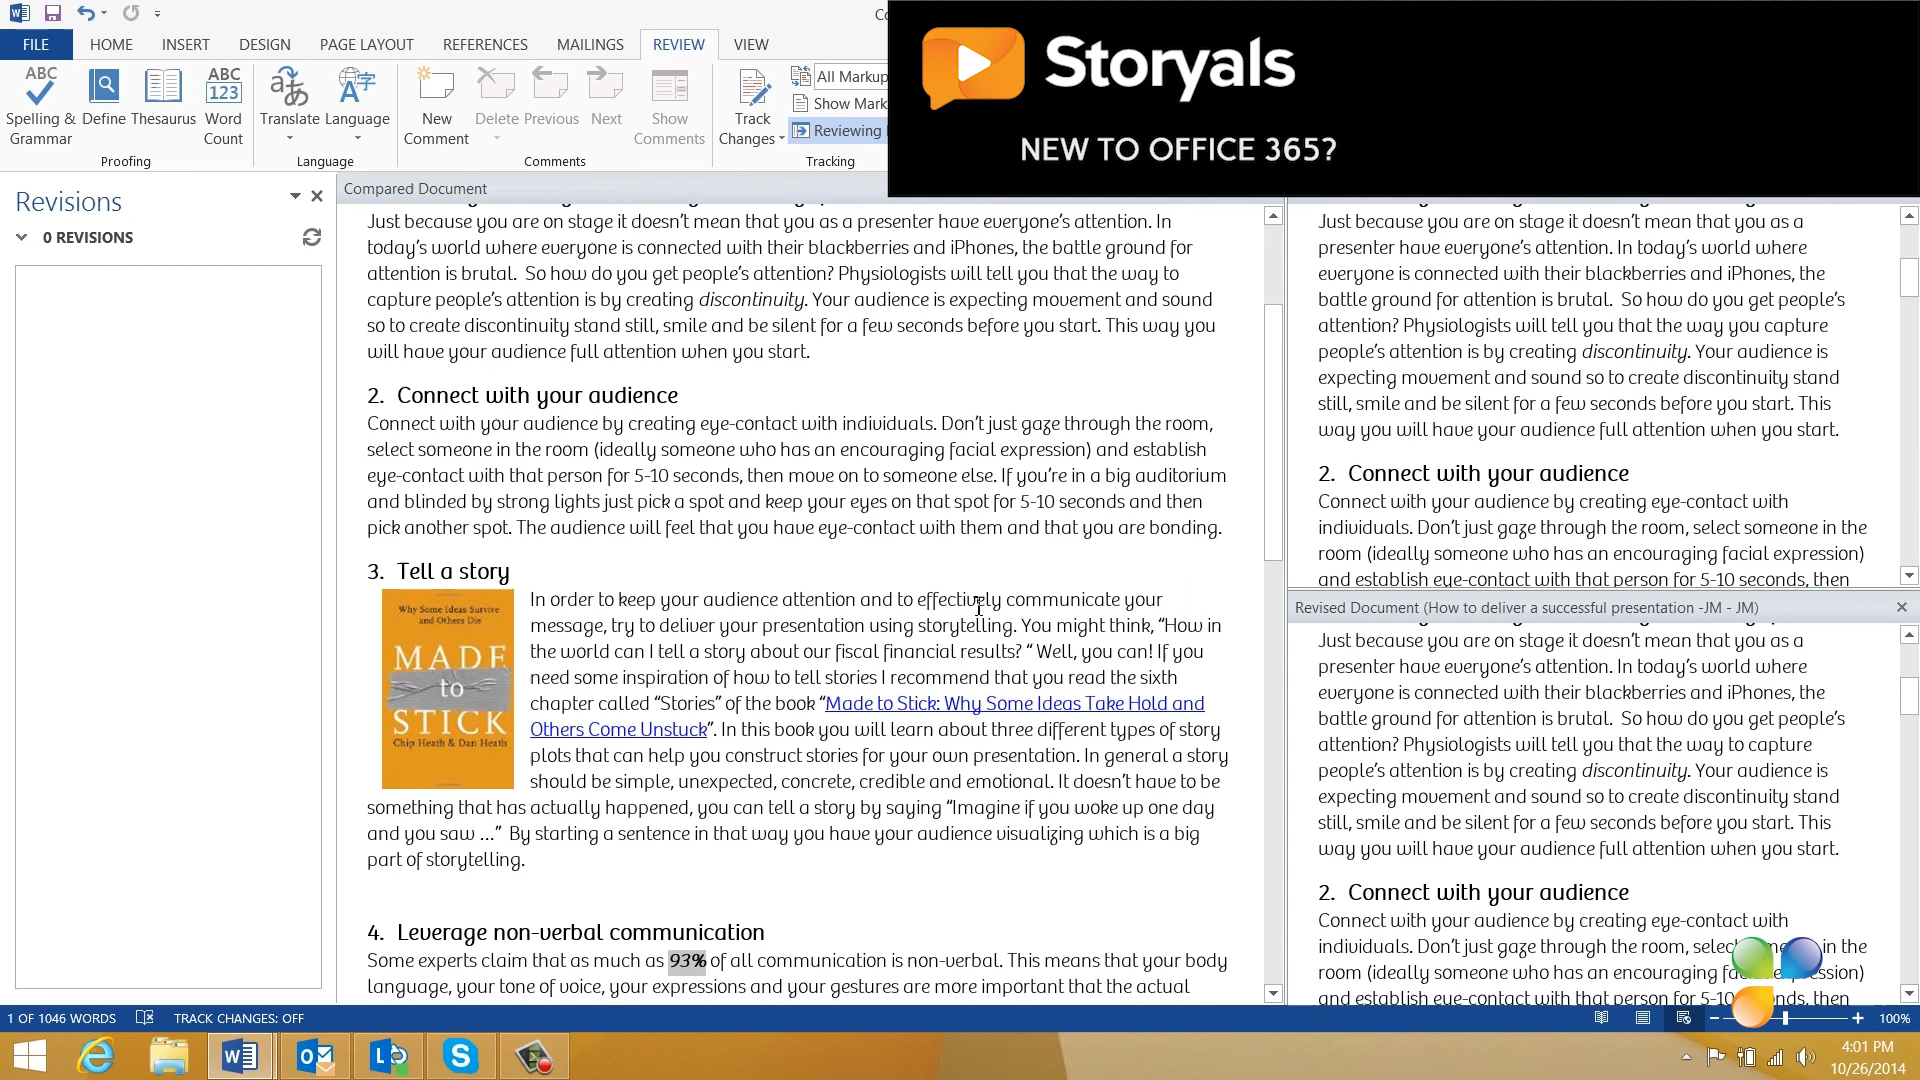 Co
FILE
HOME
INSERT
DESIGN
PAGE LAYOUT
REFERENCES
MAILINGS
REVIEW
VIEW
Storyals
NEW TO OFFICE 365?
ABC
Spelling &
Grammar
Define
Thesaurus
ABC
123
Word
Count
Translate
Language
New
Comment
Delete
Previous
Next
Show
Comments
Track
Changes
All Markup
Show Mark
Reviewing
Proofing
Language
Comments
Tracking
Revisions
0 REVISIONS
Compared Document
Just because you are on stage it doesn't mean that you as a presenter have everyone's attention. In
today's world where everyone is connected with their blackberries and iPhones, the battle ground for
attention is brutal.  So how do you get people's attention? Physiologists will tell you that the way to
capture people's attention is by creating discontinuity. Your audience is expecting movement and sound
so to create discontinuity stand still, smile and be silent for a few seconds before you start. This way you
will have your audience full attention when you start.
2. Connect with your audience
Connect with your audience by creating eye-contact with individuals. Don't just gaze through the room,
select someone in the room (ideally someone who has an encouraging facial expression) and establish
eye-contact with that person for 5-10 seconds, then move on to someone else. If you're in a big auditorium
and blinded by strong lights just pick a spot and keep your eyes on that spot for 5-10 seconds and then
pick another spot. The audience will feel that you have eye-contact with them and that you are bonding.
3. Tell a story
Why Some Ideas Survive
and Others Die
MADE
to
STICK
Chip Heath & Dan Heath
In order to keep your audience attention and to effectively communicate your
message, try to deliver your presentation using storytelling. You might think, "How in
the world can I tell a story about our fiscal financial results? " Well, you can! If you
need some inspiration of how to tell stories I recommend that you read the sixth
chapter called "Stories" of the book "Made to Stick: Why Some Ideas Take Hold and
Others Come Unstuck". In this book you will learn about three different types of story
plots that can help you construct stories for your own presentation. In general a story
should be simple, unexpected, concrete, credible and emotional. It doesn't have to be
something that has actually happened, you can tell a story by saying "Imagine if you woke up one day
and you saw ..."  By starting a sentence in that way you have your audience visualizing which is a big
part of storytelling.
4. Leverage non-verbal communication
Some experts claim that as much as 93% of all communication is non-verbal. This means that your body
language, your tone of voice, your expressions and your gestures are more important that the actual
Just because you are on stage it doesn't mean that you as a
presenter have everyone's attention. In today's world where
everyone is connected with their blackberries and iPhones, the
battle ground for attention is brutal.  So how do you get people's
attention? Physiologists will tell you that the way you capture
people's attention is by creating discontinuity. Your audience is
expecting movement and sound so to create discontinuity stand
still, smile and be silent for a few seconds before you start. This
way you will have your audience full attention when you start.
2. Connect with your audience
Connect with your audience by creating eye-contact with
individuals. Don't just gaze through the room, select someone in the
room (ideally someone who has an encouraging facial expression)
and establish eye-contact with that person for 5-10 seconds, then
Revised Document (How to deliver a successful presentation -JM - JM)
Just because you are on stage it doesn't mean that you as a
presenter have everyone's attention. In today's world where
everyone is connected with their blackberries and iPhones, the
battle ground for attention is brutal.  So how do you get people's
attention? Physiologists will tell you that the way to capture
people's attention is by creating discontinuity. Your audience is
expecting movement and sound so to create discontinuity stand
still, smile and be silent for a few seconds before you start. This
way you will have your audience full attention when you start.
2. Connect with your audience
Connect with your audience by creating eye-contact with
individuals. Don't just gaze through the room, in the
room (ideally someone who has an encouraging
and establish eye-contact with that person for 5-10 then
1 OF 1046 WORDS
TRACK CHANGES: OFF
100%
4:01 PM
10/26/2014